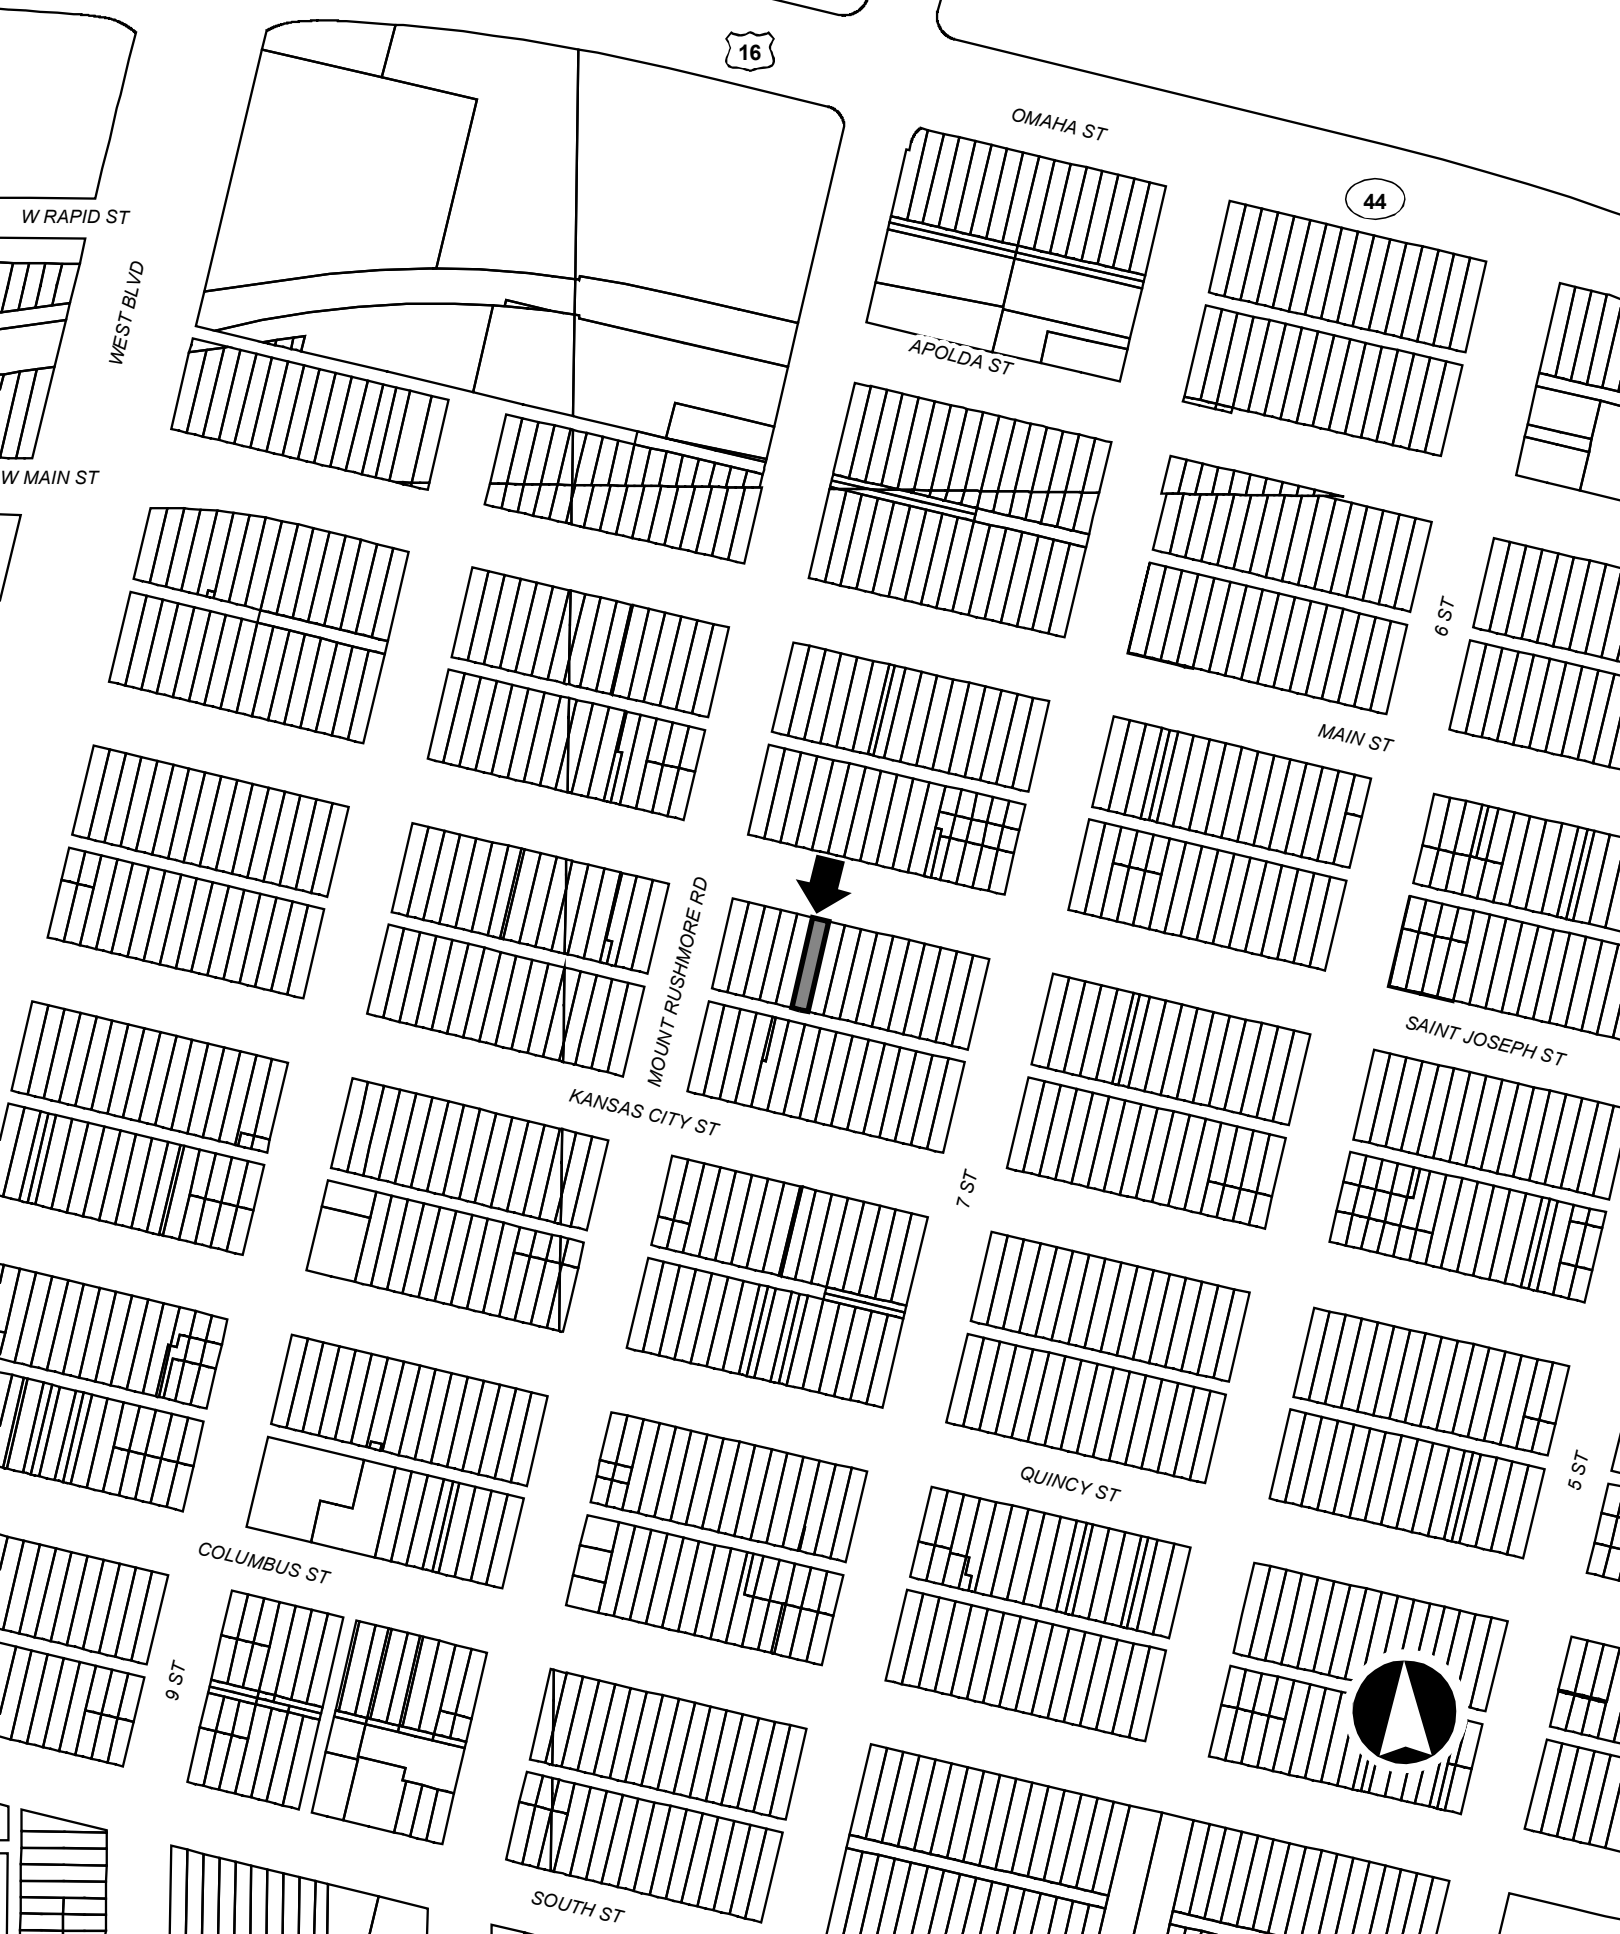 16
OMAHA ST
44
W RAPID ST
WEST BLVD
APOLDA ST
W MAIN ST
6 ST
MAIN ST
MOUNT RUSHMORE RD
SAINT JOSEPH ST
KANSAS CITY ST
7 ST
QUINCY ST
5 ST
COLUMBUS ST
9 ST
SOUTH ST